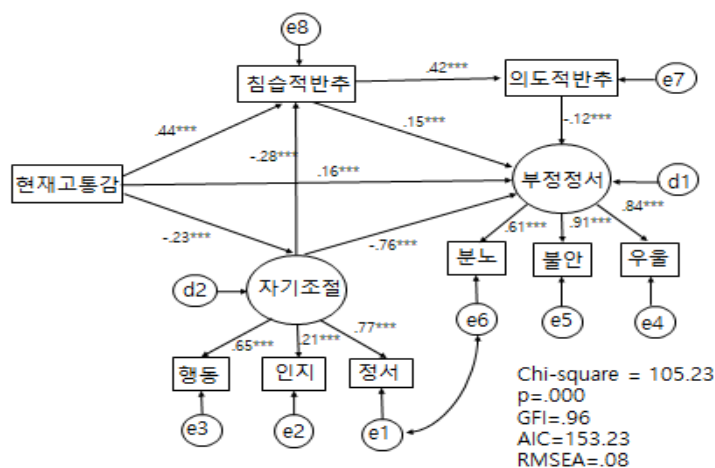 e8
침습적반추
.42***
의도적반추
e7
.44***
-.28***
.15***
-.12***
현재고통감
.16***
부정정서
d1
-.23***
-.76***
.61***
.91***
.84***
d2
자기조절
분노
불안
우울
e6
e5
e4
.65***
.21***
.77***
행동
인지
정서
e3
e2
e1
Chi-square = 105.23
p=.000
GFI=.96
AIC=153.23
RMSEA=.08